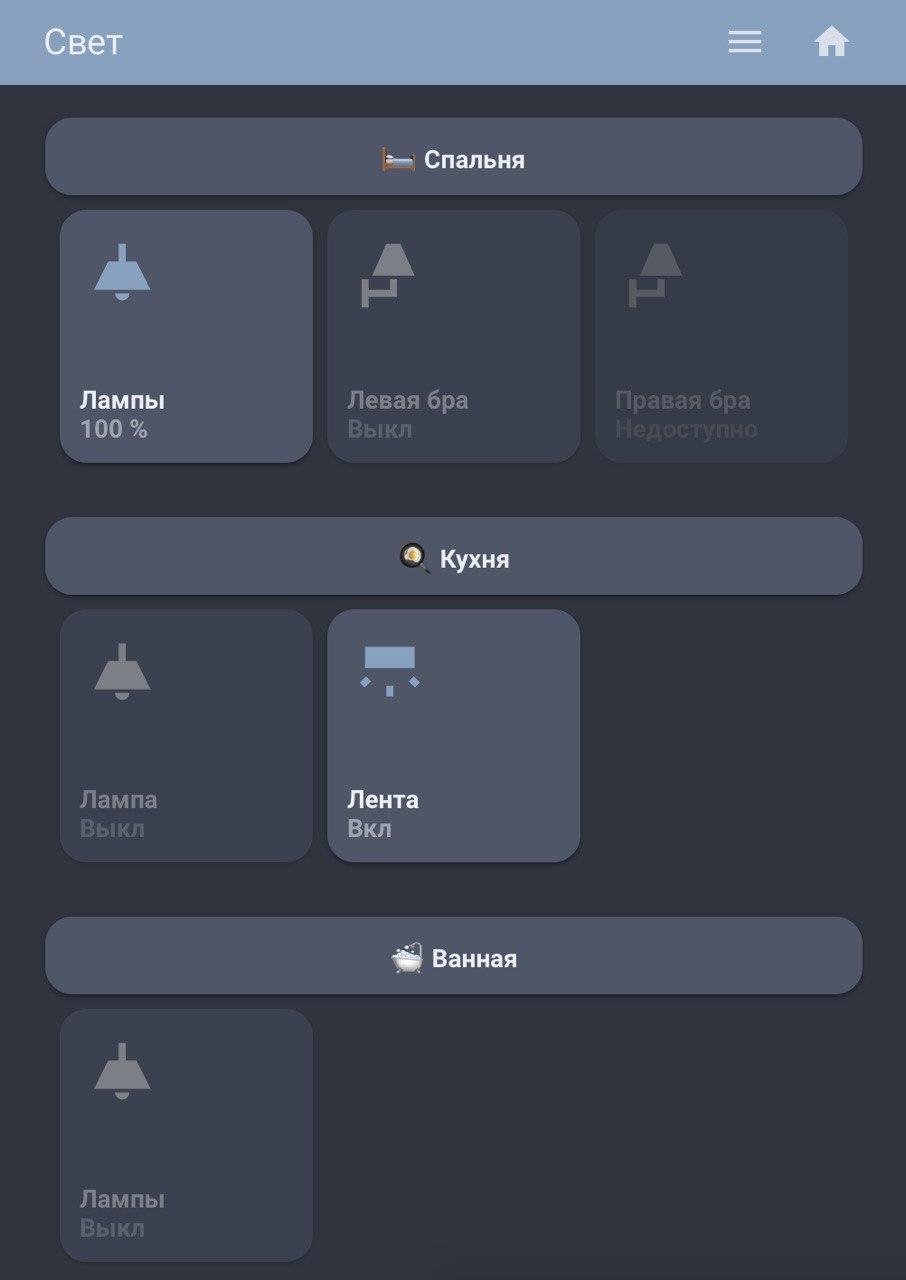 Свет
Спальня
Лампы
100 %
Левая бра
Выкл
Правая бра
Недоступно
Кухня
Лампа
Выкл
Лента
Вкл
Ванная
Лампы
Выкл